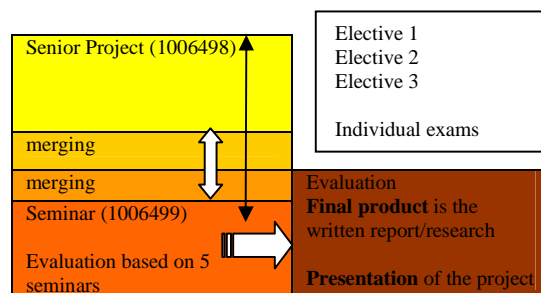 Senior Project (1006498)
merging
merging
Seminar (1006499)
Evaluation based on 5
seminars
Elective 1
Elective 2
Elective 3
Individual exams
Evaluation
Final product is the
written report/research
Presentation of the project